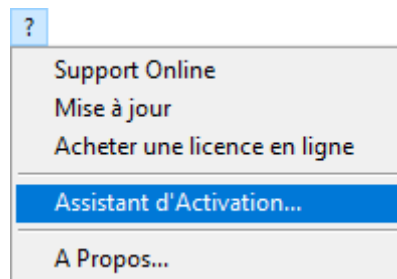 ?
Support Online
Mise à jour
Acheter une licence en ligne
Assistant d'Activation...
A Propos...